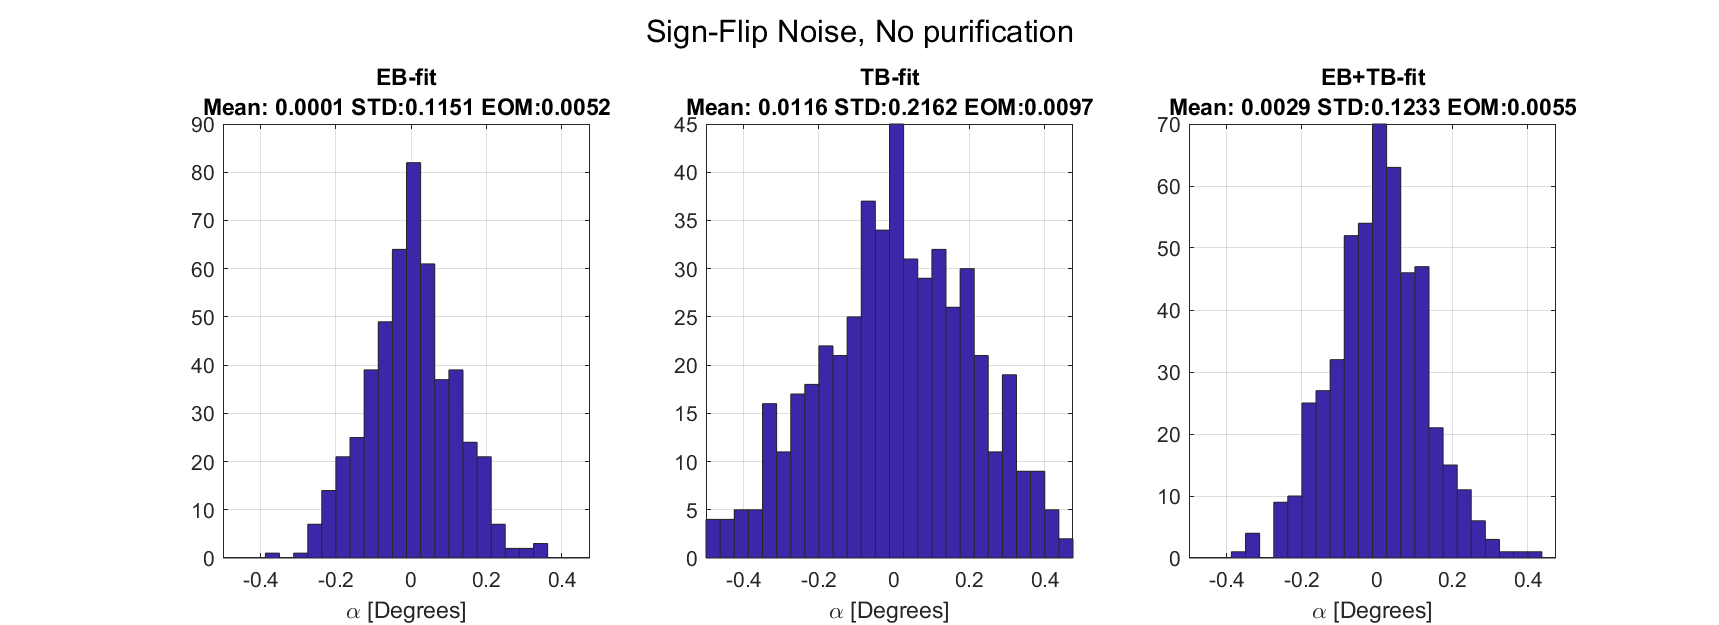 Sign-Flip Noise, No purification
EB-fit
Mean: 0.0001 STD:0.1151 EOM:0.0052
90
80
70
60
50
40
30
20
10
0
-0.4 -0.2 0 0.2 0.4
α [Degrees]
TB-fit
Mean: 0.0116 STD:0.2162 EOM:0.0097
45
40
35
30
25
20
15
10
5
0
-0.4 -0.2 0 0.2 0.4
α [Degrees]
EB+TB-fit
Mean: 0.0029 STD:0.1233 EOM:0.0055
70
60
50
40
30
20
10
0
-0.4 -0.2 0 0.2 0.4
α [Degrees]